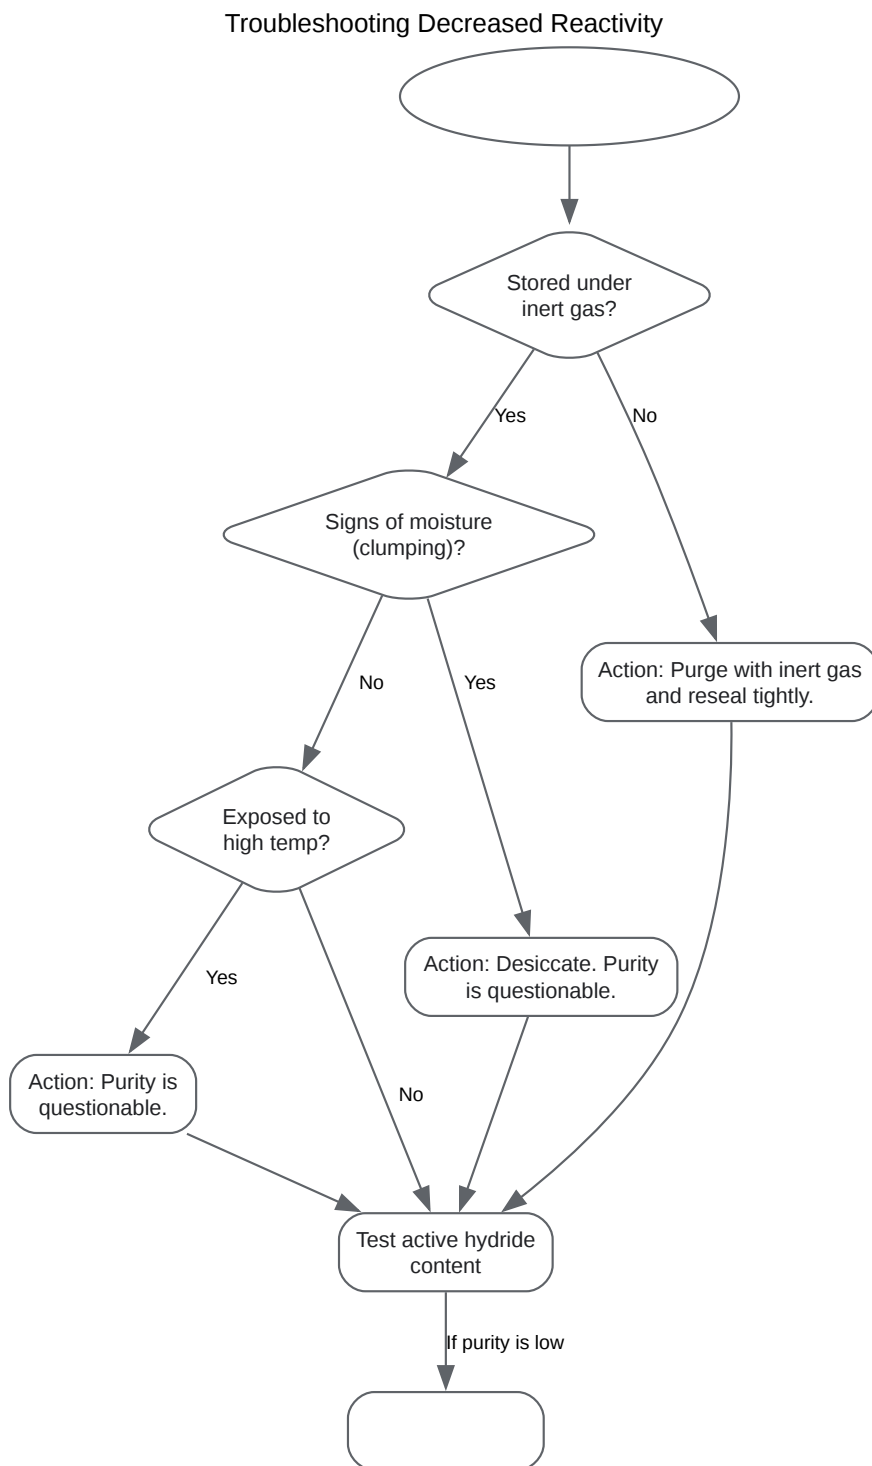 Troubleshooting Decreased Reactivity
Stored under
inert gas?
Yes
No
Signs of moisture
(clumping)?
No
Yes
Action: Purge with inert gas
and reseal tightly.
Exposed to
high temp?
Yes
Action: Desiccate. Purity
is questionable.
Action: Purity is
questionable.
No
Test active hydride
content
If purity is low